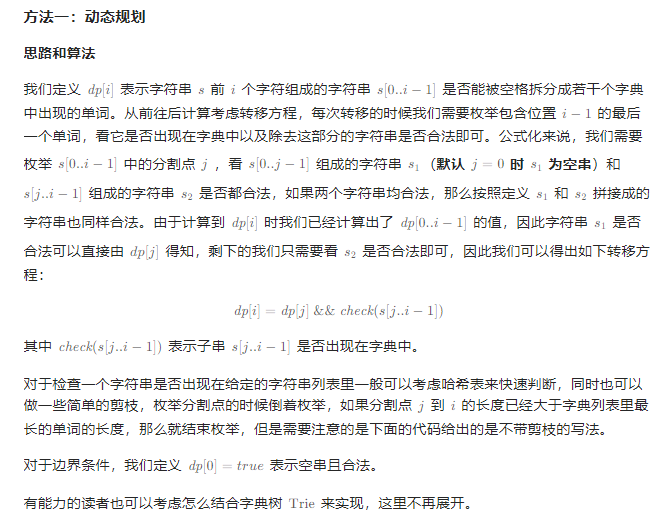 方法一：动态规划
思路和算法
我们定义 dp[i] 表示字符串 s 前 i 个字符组成的字符串 s[0..i−1] 是否能被空格拆分成若干个字典
中出现的单词。从前往后计算考虑转移方程，每次转移的时候我们需要枚举包含位置 i−1 的最后
一个单词，看它是否出现在字典中以及除去这部分的字符串是否合法即可。公式化来说，我们需要
枚举 s[0..i−1] 中的分割点 j ，看 s[0..j−1] 组成的字符串 s₁（默认 j=0 时 s₁ 为空串）和
s[j..i−1] 组成的字符串 s₂ 是否都合法，如果两个字符串均合法，那么按照定义 s₁ 和 s₂ 拼接成的
字符串也同样合法。由于计算到 dp[i] 时我们已经计算出了 dp[0..i−1] 的值，因此字符串 s₁ 是否
合法可以直接由 dp[j] 得知，剩下的我们只需要看 s₂ 是否合法即可，因此我们可以得出如下转移方
程：
dp[i] = dp[j] && check(s[j..i−1])
其中 check(s[j..i−1]) 表示子串 s[j..i−1] 是否出现在字典中。
对于检查一个字符串是否出现在给定的字符串列表里一般可以考虑哈希表来快速判断，同时也可以
做一些简单的剪枝，枚举分割点的时候倒着枚举，如果分割点 j 到 i 的长度已经大于字典列表里最
长的单词的长度，那么就结束枚举，但是需要注意的是下面的代码给出的是不带剪枝的写法。
对于边界条件，我们定义 dp[0]=true 表示空串且合法。
有能力的读者也可以考虑怎么结合字典树 Trie 来实现，这里不再展开。